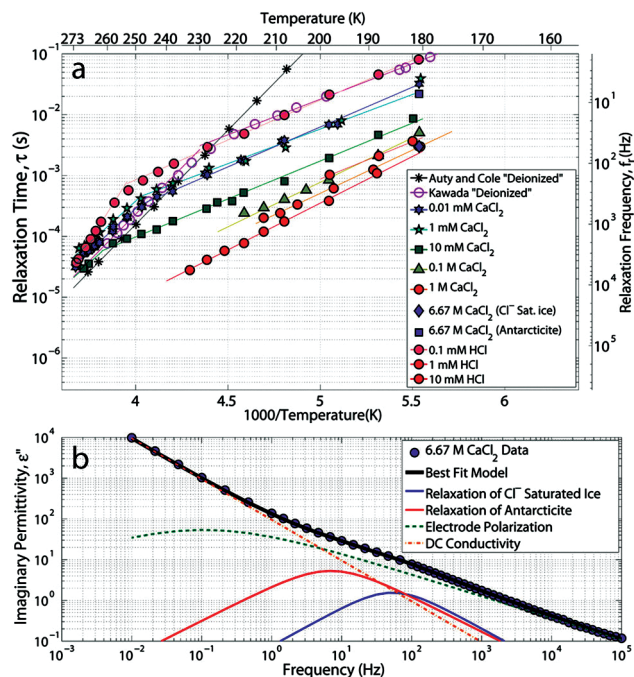 Temperature (K)
273 260 250 240 230 220 210 200 190 180 170 160
a
10⁻¹
10⁻²
10⁻³
10⁻⁴
10⁻⁵
10⁻⁶
Relaxation Time, τ (s)
10¹
10²
10³
10⁴
10⁵
Relaxation Frequency, fᵣ(Hz)
Auty and Cole "Deionized"
Kawada "Deionized"
0.01 mM CaCl₂
1 mM CaCl₂
10 mM CaCl₂
0.1 M CaCl₂
1 M CaCl₂
6.67 M CaCl₂ (Cl⁻ Sat. ice)
6.67 M CaCl₂ (Antarcticite)
0.1 mM HCl
1 mM HCl
10 mM HCl
4 4.5 5 5.5 6
1000/Temperature(K)
b
10⁴
10³
10²
10¹
10⁰
10⁻¹
Imaginary Permittivity, ε"
6.67 M CaCl₂ Data
Best Fit Model
Relaxation of Cl⁻ Saturated Ice
Relaxation of Antarcticite
Electrode Polarization
DC Conductivity
10⁻³ 10⁻² 10⁻¹ 10⁰ 10¹ 10² 10³ 10⁴ 10⁵
Frequency (Hz)